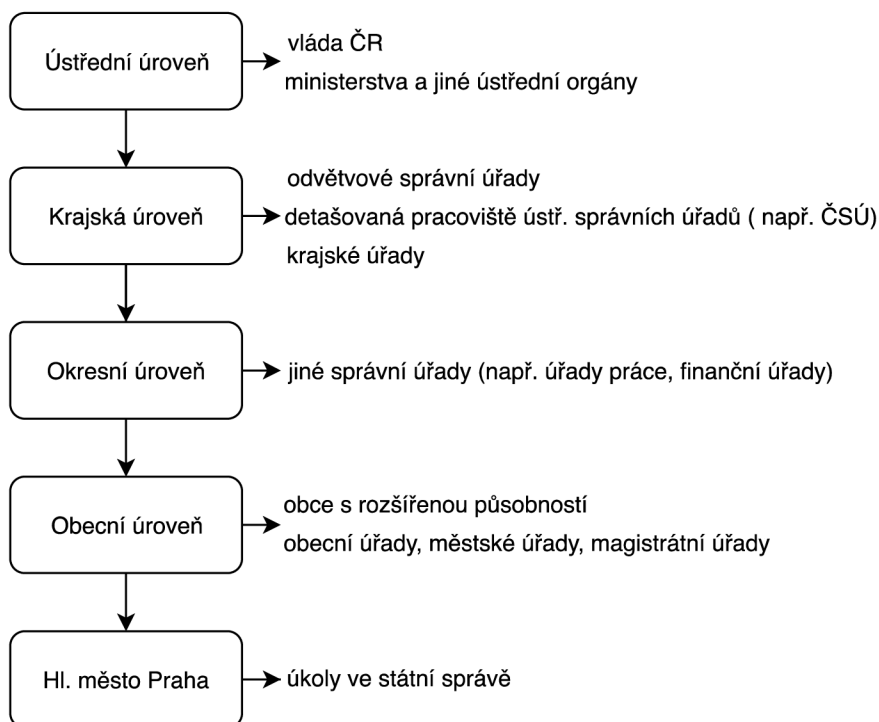 Ústřední úroveň
vláda ČR
ministerstva a jiné ústřední orgány
Krajská úroveň
odvětvové správní úřady
detašovaná pracoviště ústř. správních úřadů ( např. ČSÚ)
krajské úřady
Okresní úroveň
jiné správní úřady (např. úřady práce, finanční úřady)
Obecní úroveň
obce s rozšířenou působností
obecní úřady, městské úřady, magistrátní úřady
Hl. město Praha
úkoly ve státní správě